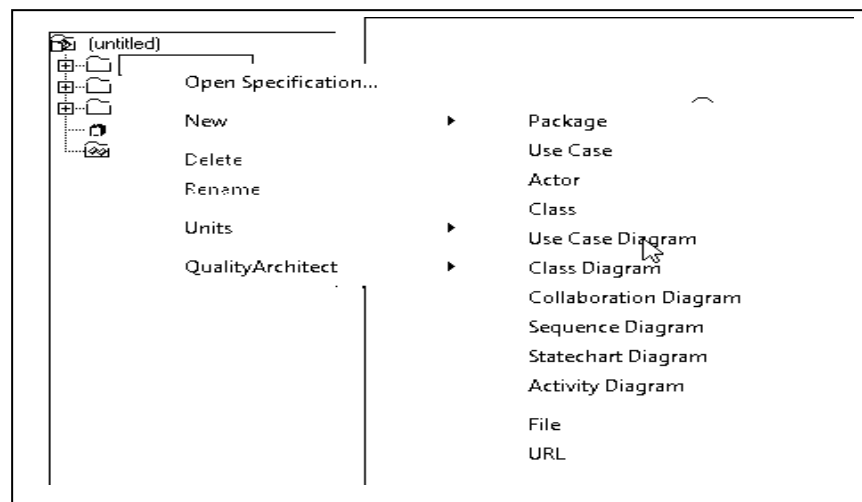 (untitled)
Open Specification...
New
Delete
Rename
Units
QualityArchitect
Package
Use Case
Actor
Class
Use Case Diagram
Class Diagram
Collaboration Diagram
Sequence Diagram
Statechart Diagram
Activity Diagram
File
URL